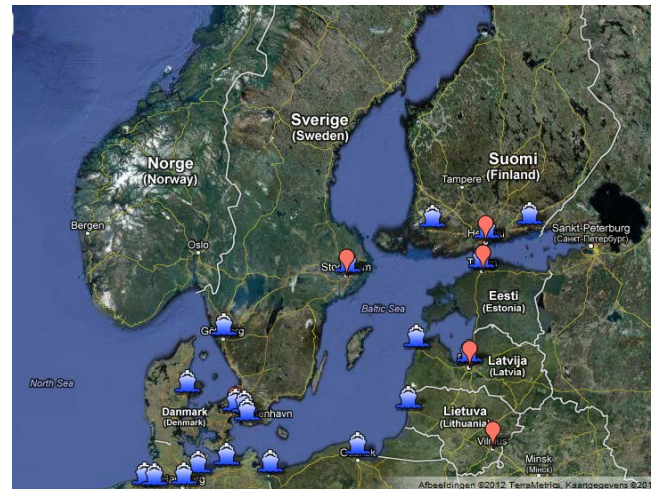 Sverige
(Sweden)
Norge
(Norway)
Suomi
(Finland)
Tampere
Bergen
Oslo
Sankt-Peterburg
(Санкт-Петербург)
Eesti
(Estonia)
Baltic Sea
Latvija
(Latvia)
North Sea
Danmark
(Denmark)
Lietuva
(Lithuania)
Minsk
(Мінск)
Afbeeldingen ©2012 TerraMetrics, Kaartgegevens ©201